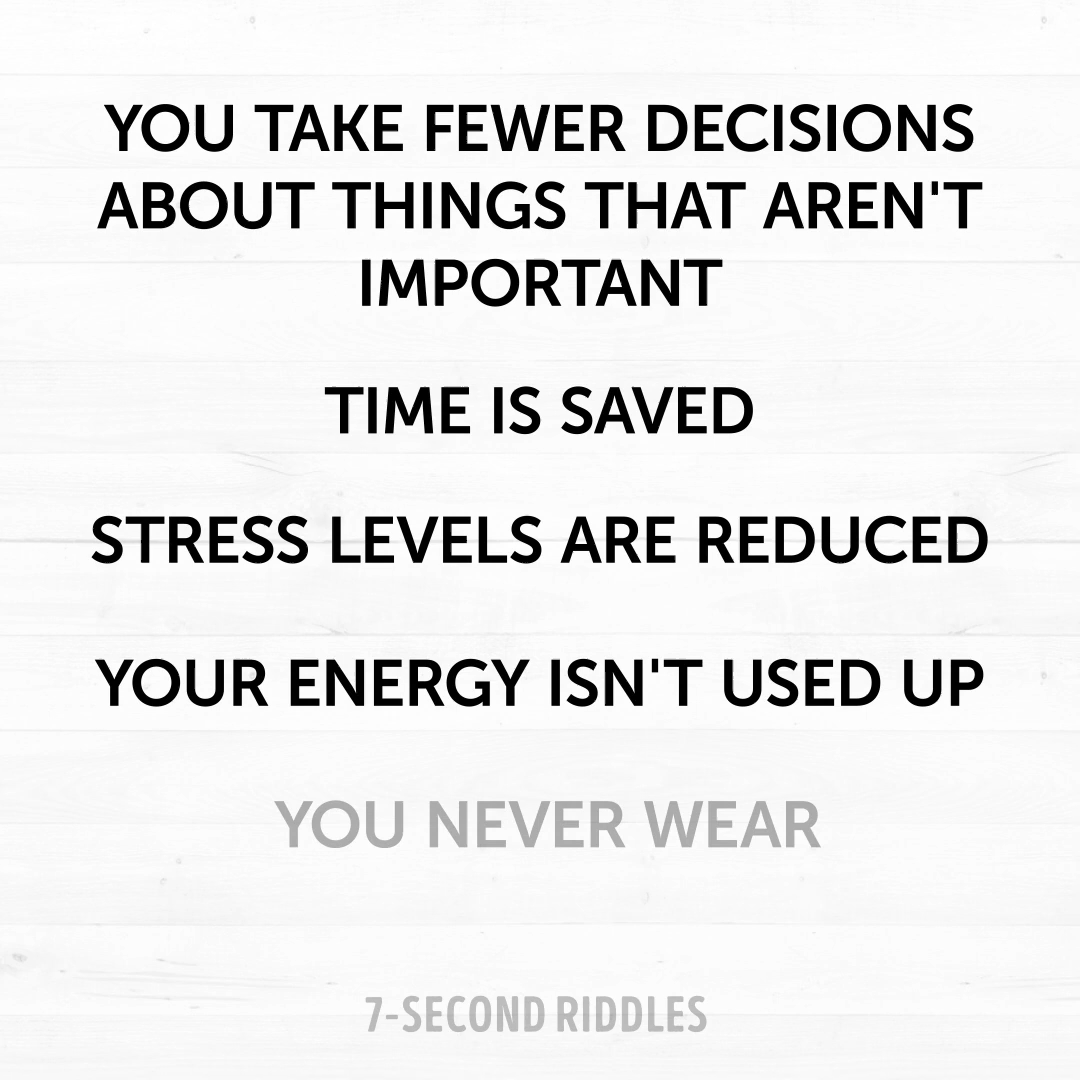 YOU TAKE FEWER DECISIONS
ABOUT THINGS THAT AREN'T
IMPORTANT
TIME IS SAVED
STRESS LEVELS ARE REDUCED
YOUR ENERGY ISN'T USED UP
YOU NEVER WEAR
7-SECOND RIDDLES